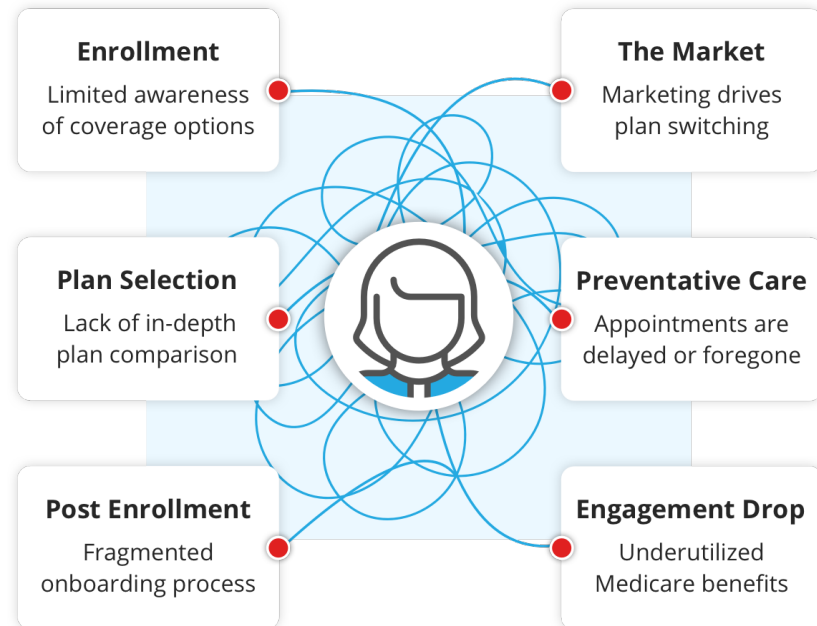 Enrollment
Limited awareness
of coverage options
The Market
Marketing drives
plan switching
Plan Selection
Lack of in-depth
plan comparison
Preventative Care
Appointments are
delayed or foregone
Post Enrollment
Fragmented
onboarding process
Engagement Drop
Underutilized
Medicare benefits